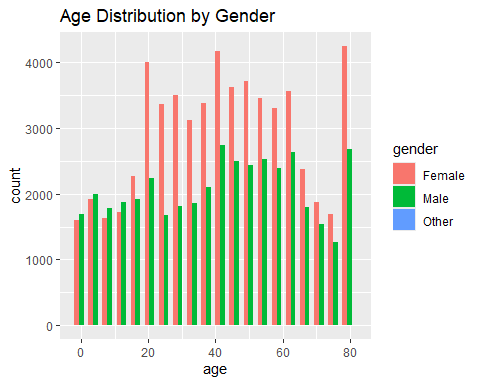 Age Distribution by Gender
count
4000
3000
2000
1000
0
0 20 40 60 80
age
gender
Female
Male
Other